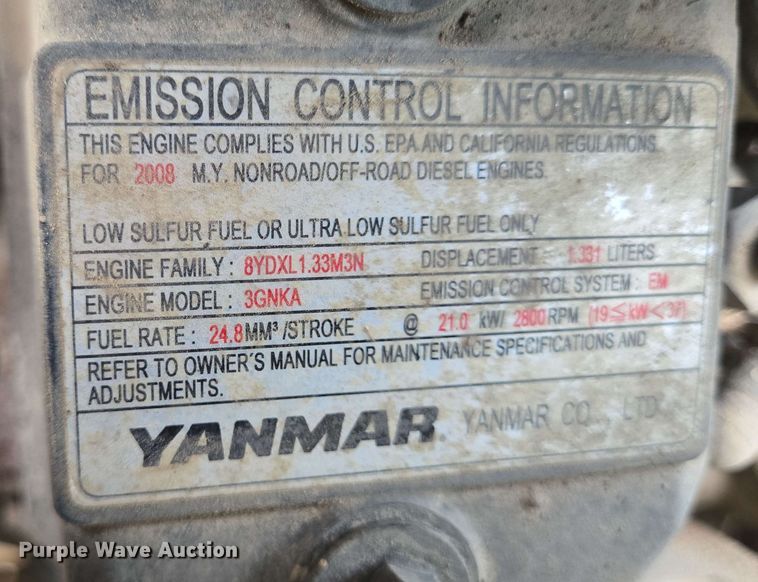 EMISSION CONTROL INFORMATION
THIS ENGINE COMPLIES WITH U.S. EPA AND CALIFORNIA REGULATIONS
FOR 2008 M.Y. NONROAD/OFF-ROAD DIESEL ENGINES.
LOW SULFUR FUEL OR ULTRA LOW SULFUR FUEL ONLY
ENGINE FAMILY : 8YDXL1.33M3N DISPLACEMENT : 1.331 LITERS
ENGINE MODEL : 3GNKA EMISSION CONTROL SYSTEM : EM
FUEL RATE : 24.8 MM³/STROKE @ 21.0 kW/ 2800 RPM (19≦kW<37)
REFER TO OWNER'S MANUAL FOR MAINTENANCE SPECIFICATIONS AND
ADJUSTMENTS.
YANMAR. YANMAR CO., LTD.
Purple Wave Auction